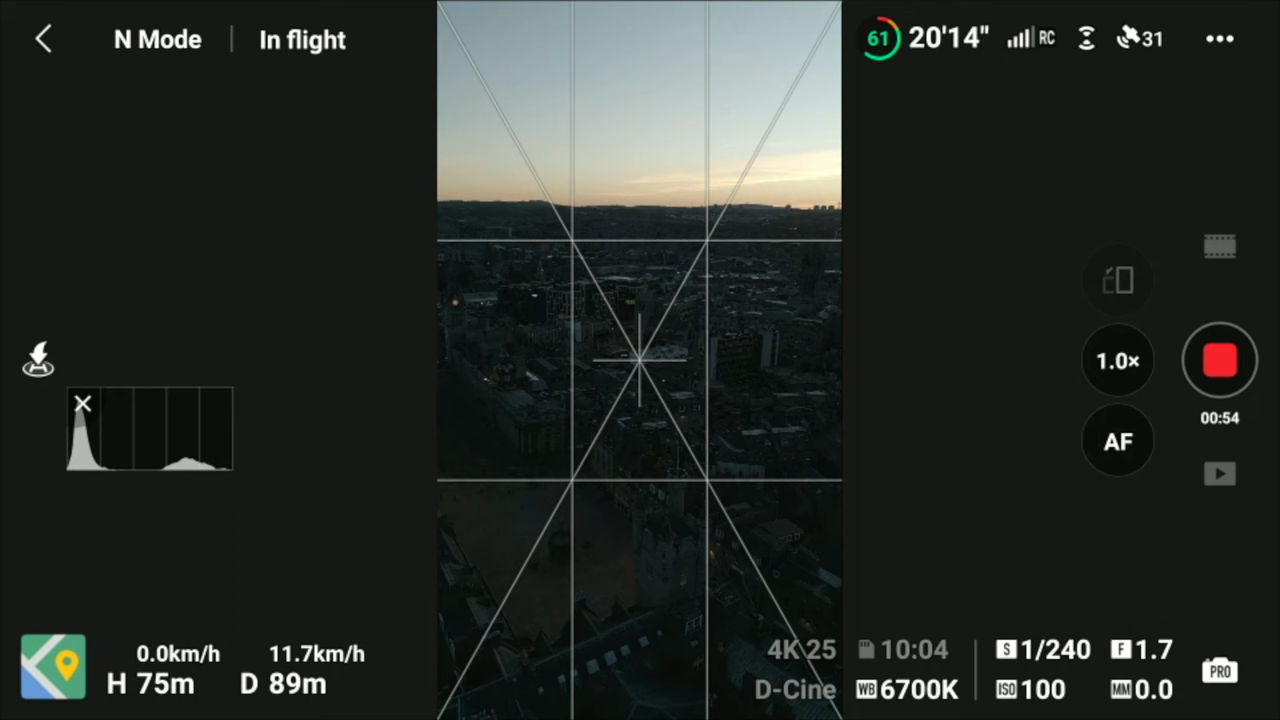 N Mode | In flight
61 20'14" RC 31
1.0×
00:54
AF
0.0km/h 11.7km/h
H 75m D 89m
4K 25 10:04 S 1/240 F 1.7
D-Cine WB 6700K ISO 100 MM 0.0
PRO